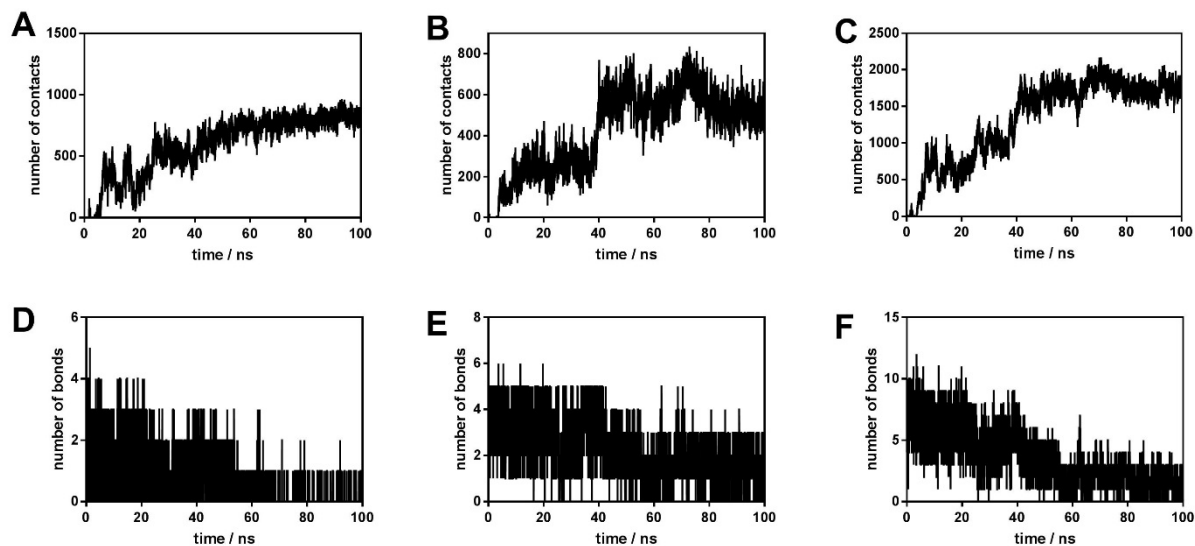 A
number of contacts
1500
1000
500
0
0 20 40 60 80 100
time / ns
B
number of contacts
800
600
400
200
0
0 20 40 60 80 100
time / ns
C
number of contacts
2500
2000
1500
1000
500
0
0 20 40 60 80 100
time / ns
D
number of bonds
6
4
2
0
0 20 40 60 80 100
time / ns
E
number of bonds
8
6
4
2
0
0 20 40 60 80 100
time / ns
F
number of bonds
15
10
5
0
0 20 40 60 80 100
time / ns